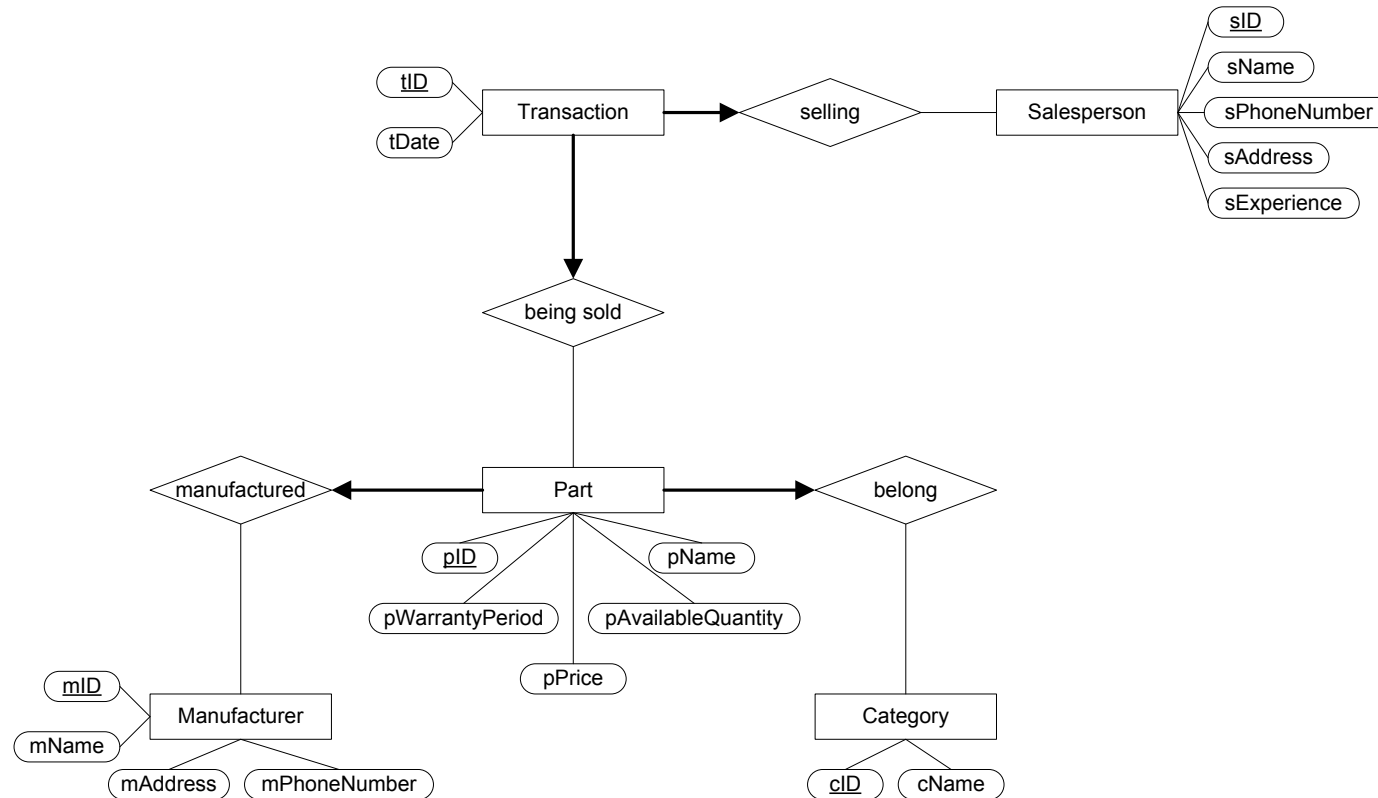 sID
tID
sName
Transaction
selling
Salesperson
sPhoneNumber
tDate
sAddress
sExperience
being sold
manufactured
Part
belong
pID
pName
pWarrantyPeriod
pAvailableQuantity
pPrice
mID
Manufacturer
Category
mName
mAddress
mPhoneNumber
cID
cName